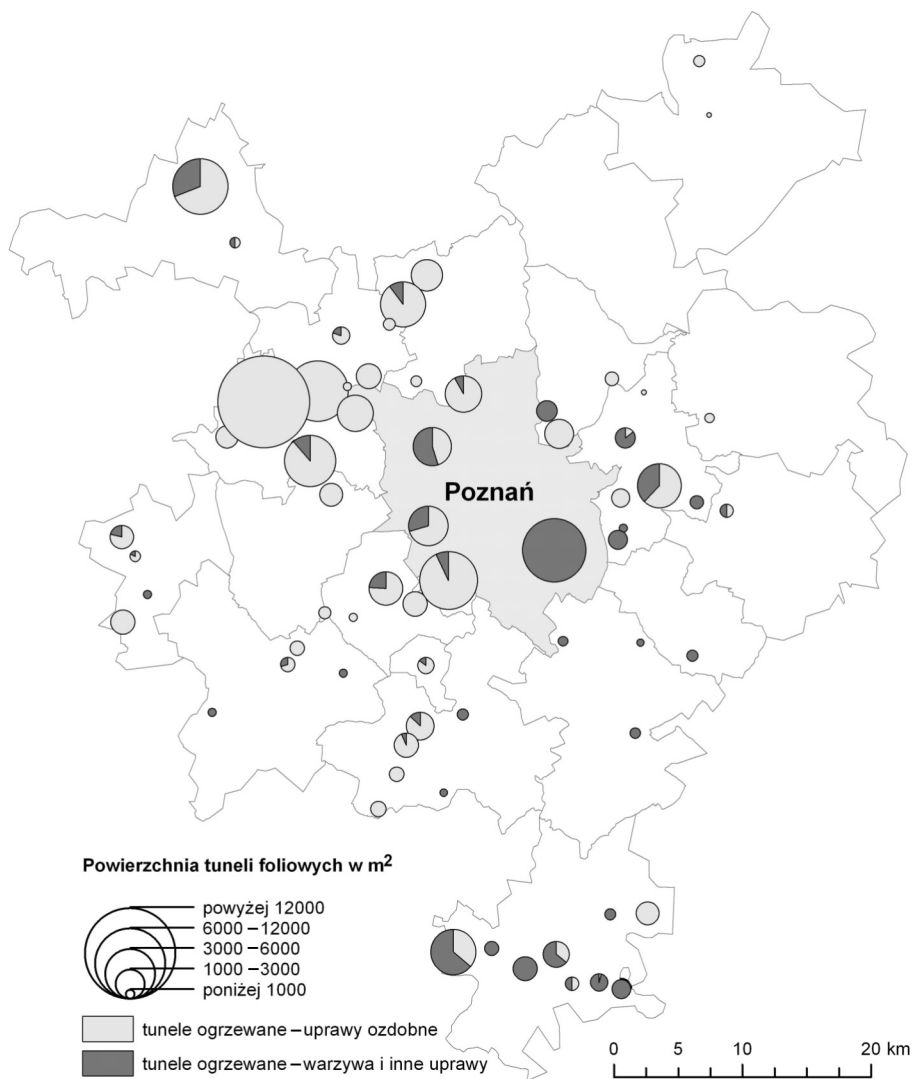 Poznań
Powierzchnia tuneli foliowych w m²
powyżej 12000
6000 – 12000
3000 – 6000
1000 – 3000
poniżej 1000
tunele ogrzewane – uprawy ozdobne
tunele ogrzewane – warzywa i inne uprawy
0 5 10 20 km